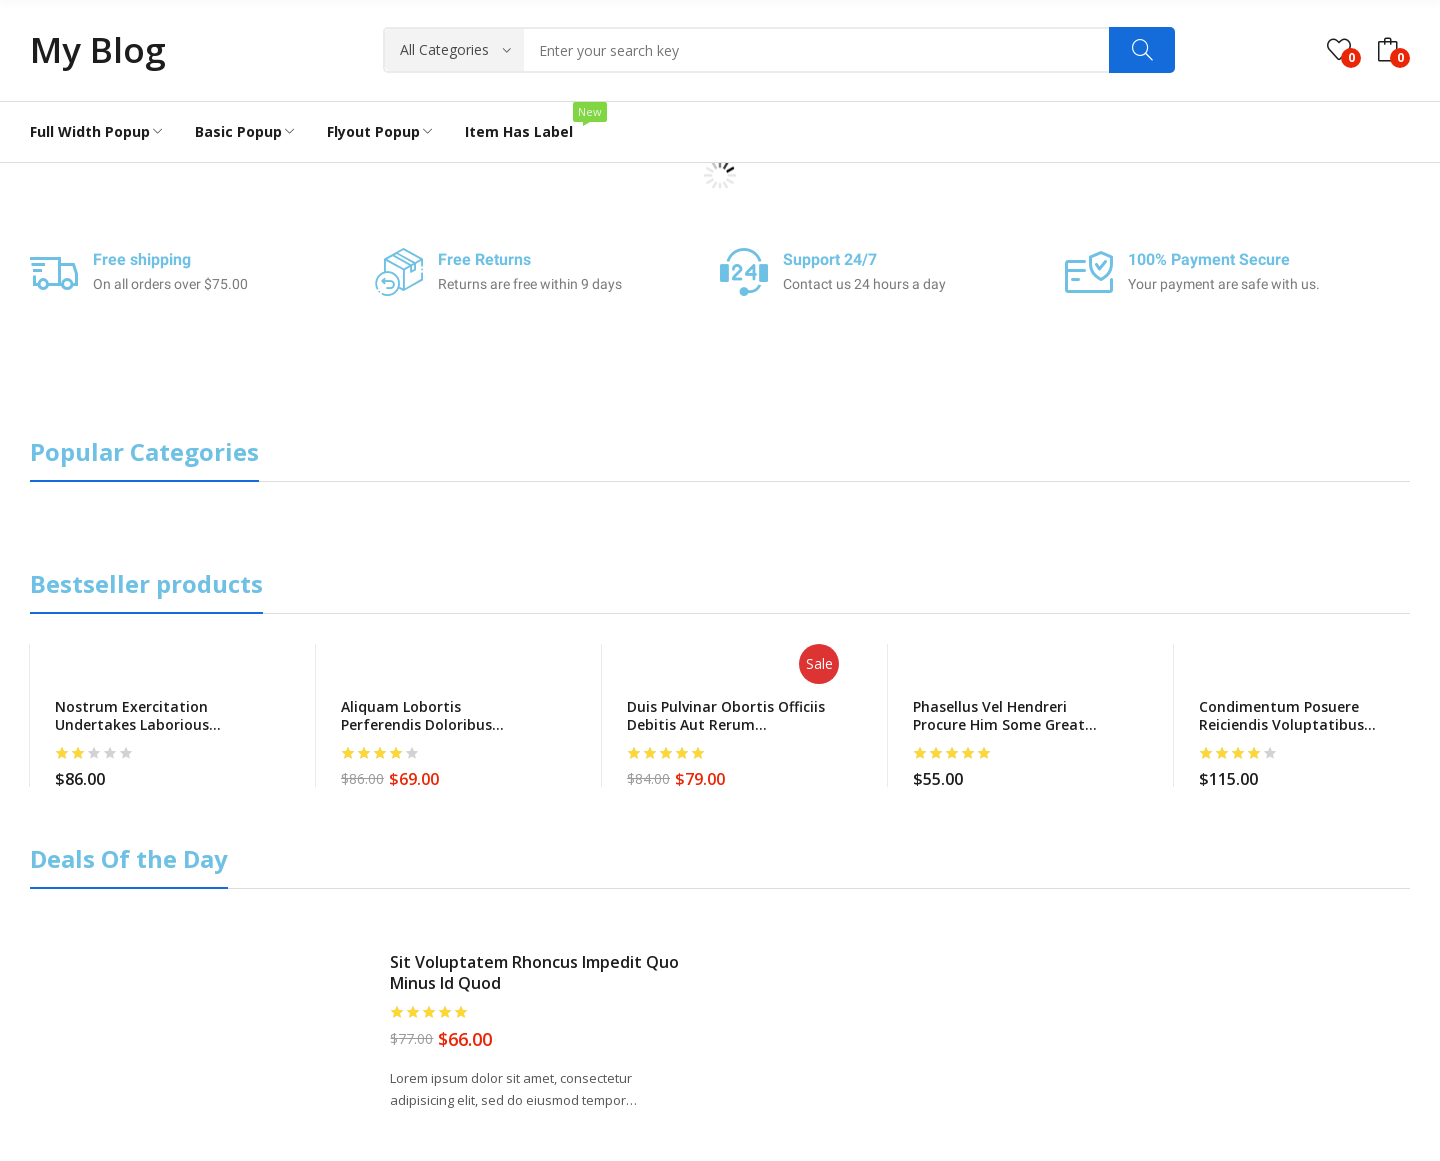 My Blog
All Categories
Enter your search key
0
0
Full Width Popup
Basic Popup
Flyout Popup
Item Has Label
New
Free shipping
On all orders over $75.00
Free Returns
Returns are free within 9 days
24
Support 24/7
Contact us 24 hours a day
100% Payment Secure
Your payment are safe with us.
Popular Categories
Bestseller products
Nostrum Exercitation
Undertakes Laborious...
$86.00
Aliquam Lobortis
Perferendis Doloribus...
$86.00 $69.00
Sale
Duis Pulvinar Obortis Officiis
Debitis Aut Rerum...
$84.00 $79.00
Phasellus Vel Hendreri
Procure Him Some Great...
$55.00
Condimentum Posuere
Reiciendis Voluptatibus...
$115.00
Deals Of the Day
Sit Voluptatem Rhoncus Impedit Quo
Minus Id Quod
$77.00 $66.00
Lorem ipsum dolor sit amet, consectetur
adipisicing elit, sed do eiusmod tempor…